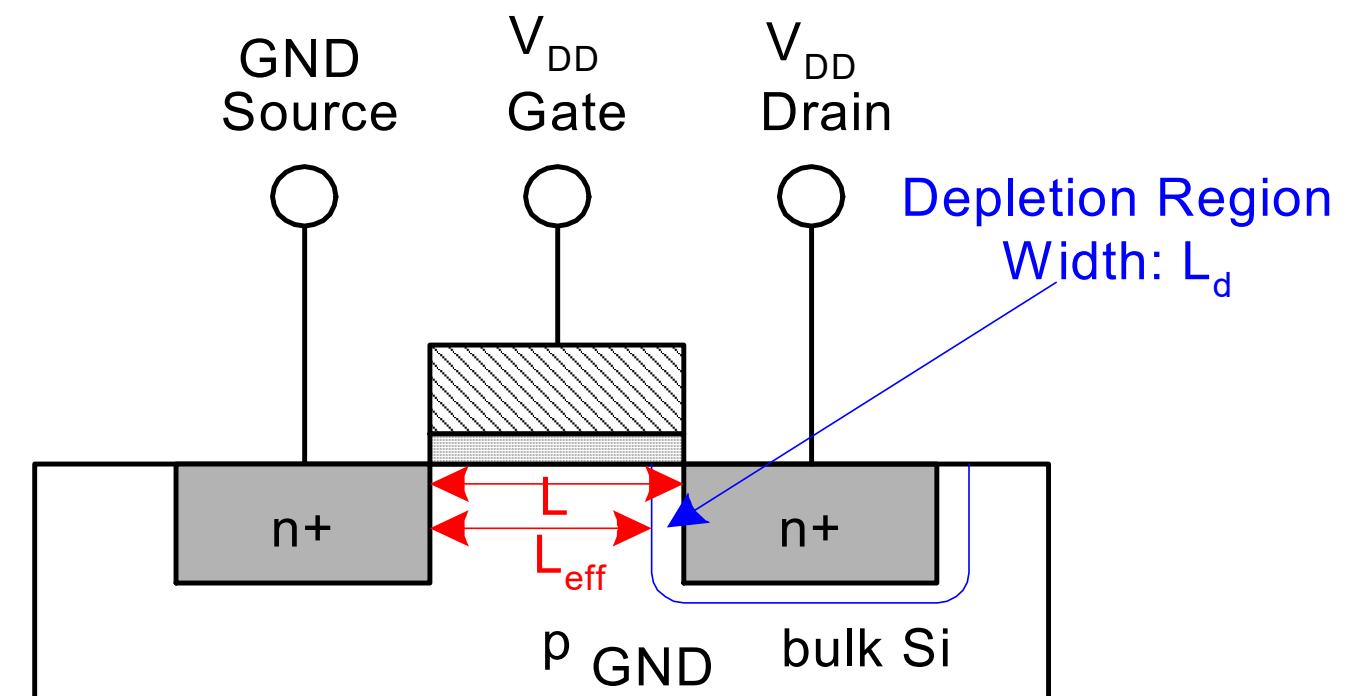 GND
Source
V_DD
Gate
V_DD
Drain
Depletion Region
Width: L_d
L
L_eff
n+
n+
p
GND
bulk Si